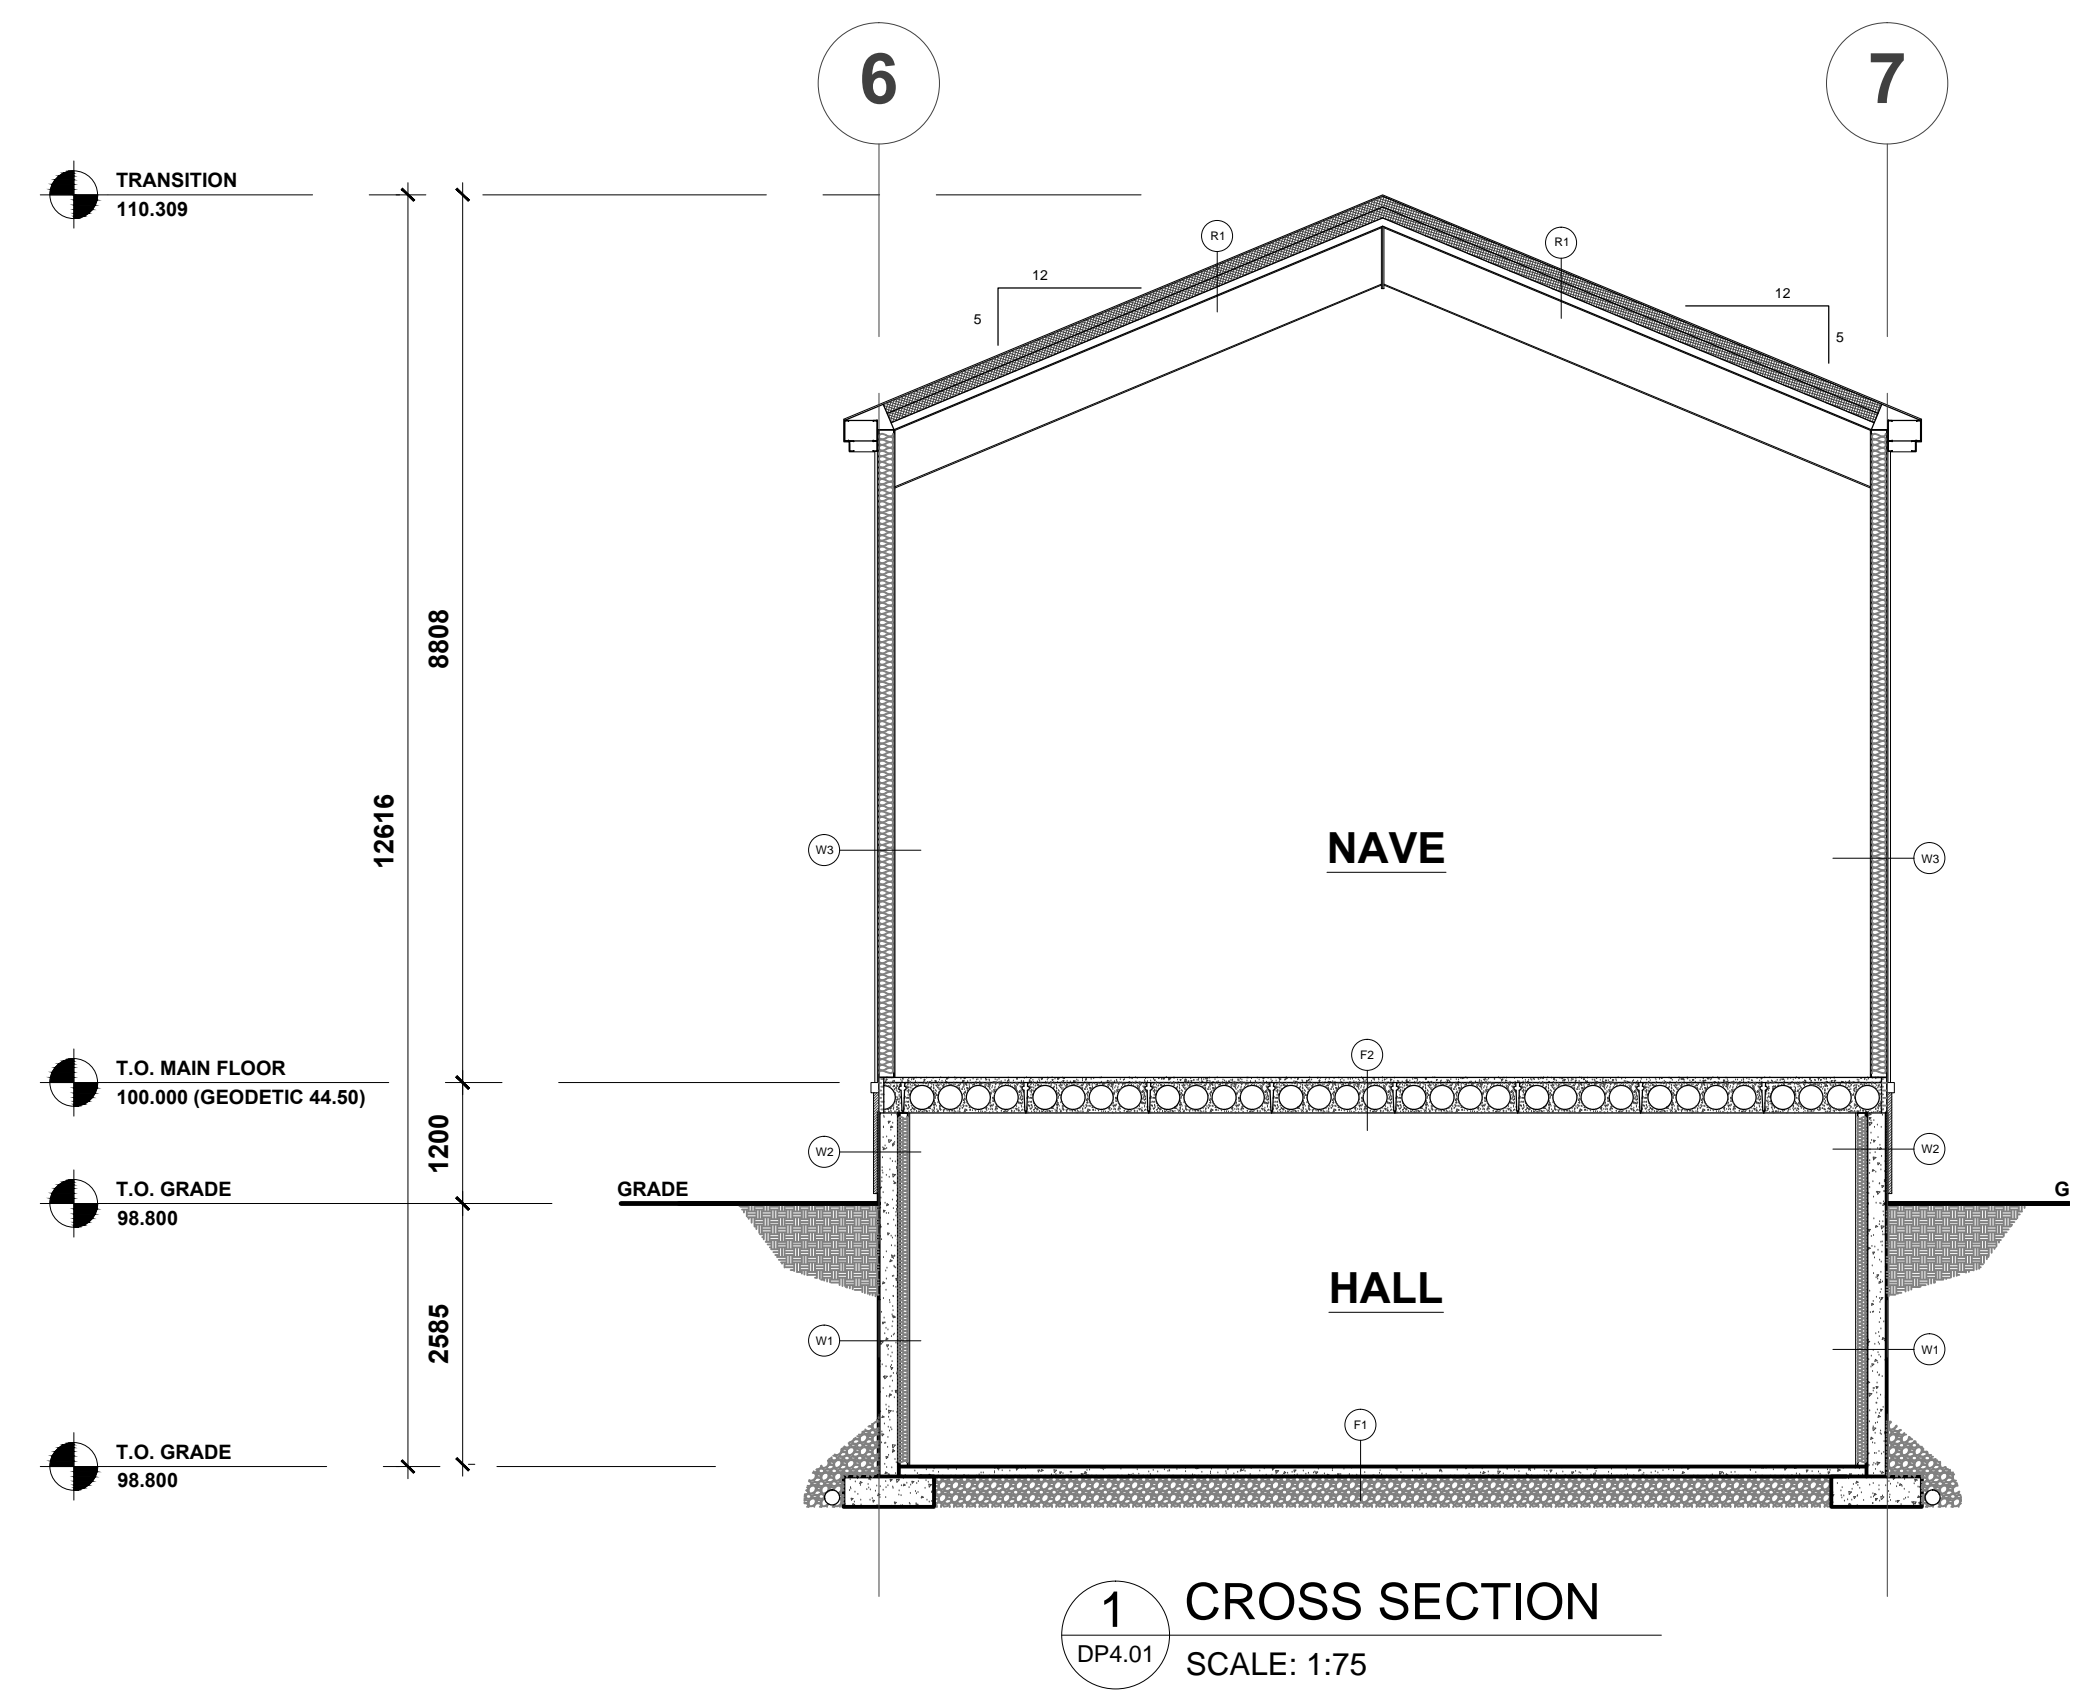 6
7
TRANSITION
110.309
R1
R1
12
5
12
5
8808
12616
W3
NAVE
W3
T.O. MAIN FLOOR
100.000 (GEODETIC 44.50)
F2
1200
W2
W2
T.O. GRADE
98.800
GRADE
G
HALL
2585
W1
W1
F1
T.O. GRADE
98.800
1
DP4.01
CROSS SECTION
SCALE: 1:75